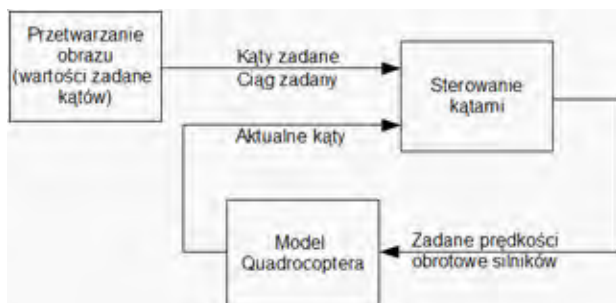 Przetwarzanie
obrazu
(wartości zadane
kątów)
Kąty zadane
Ciąg zadany
Sterowanie
kątami
Aktualne kąty
Model
Quadrocoptera
Zadane prędkości
obrotowe silników